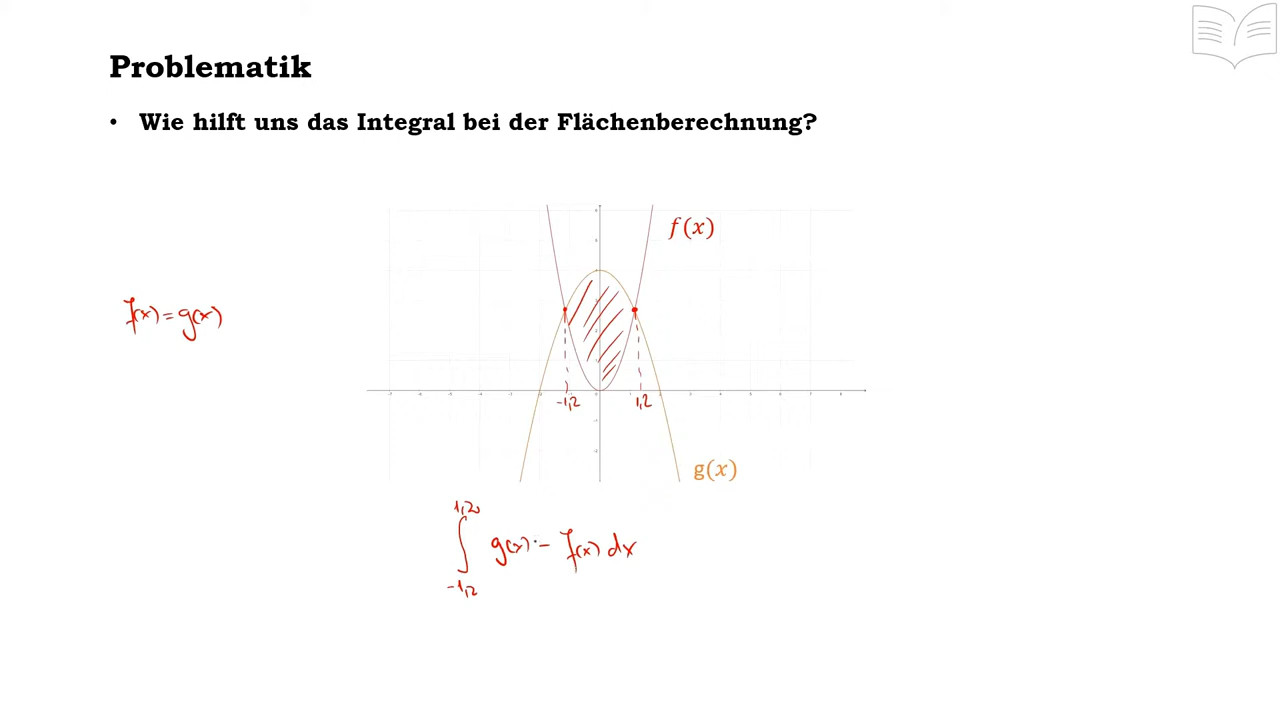 Problematik
• Wie hilft uns das Integral bei der Flächenberechnung?
f(x)
f(x) = g(x)
-1,2 1,2
g(x)
1,2
∫ g(x) - f(x) dx
-1,2